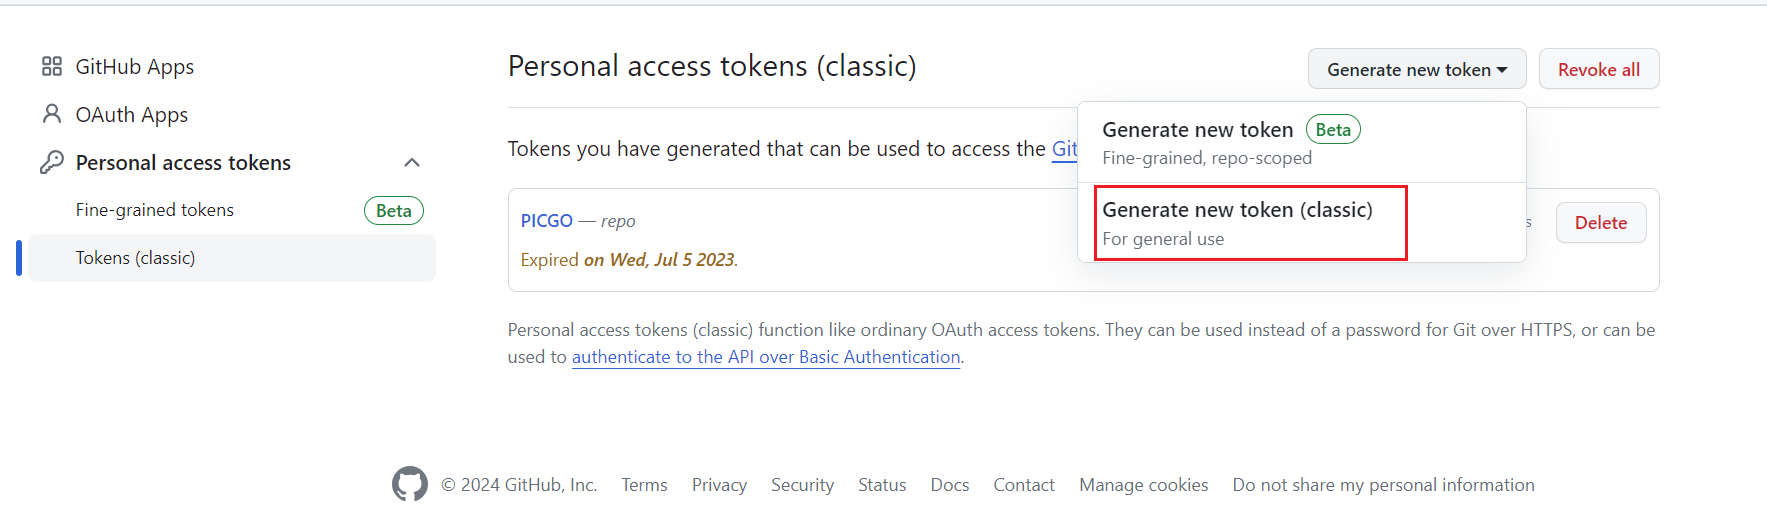 GitHub Apps
OAuth Apps
Personal access tokens
Fine-grained tokens Beta
Tokens (classic)
Personal access tokens (classic)
Generate new token
Revoke all
Generate new token Beta
Fine-grained, repo-scoped
Generate new token (classic)
For general use
Tokens you have generated that can be used to access the Git
PICGO — repo
Delete
Expired on Wed, Jul 5 2023.
Personal access tokens (classic) function like ordinary OAuth access tokens. They can be used instead of a password for Git over HTTPS, or can be
used to authenticate to the API over Basic Authentication.
© 2024 GitHub, Inc. Terms Privacy Security Status Docs Contact Manage cookies Do not share my personal information